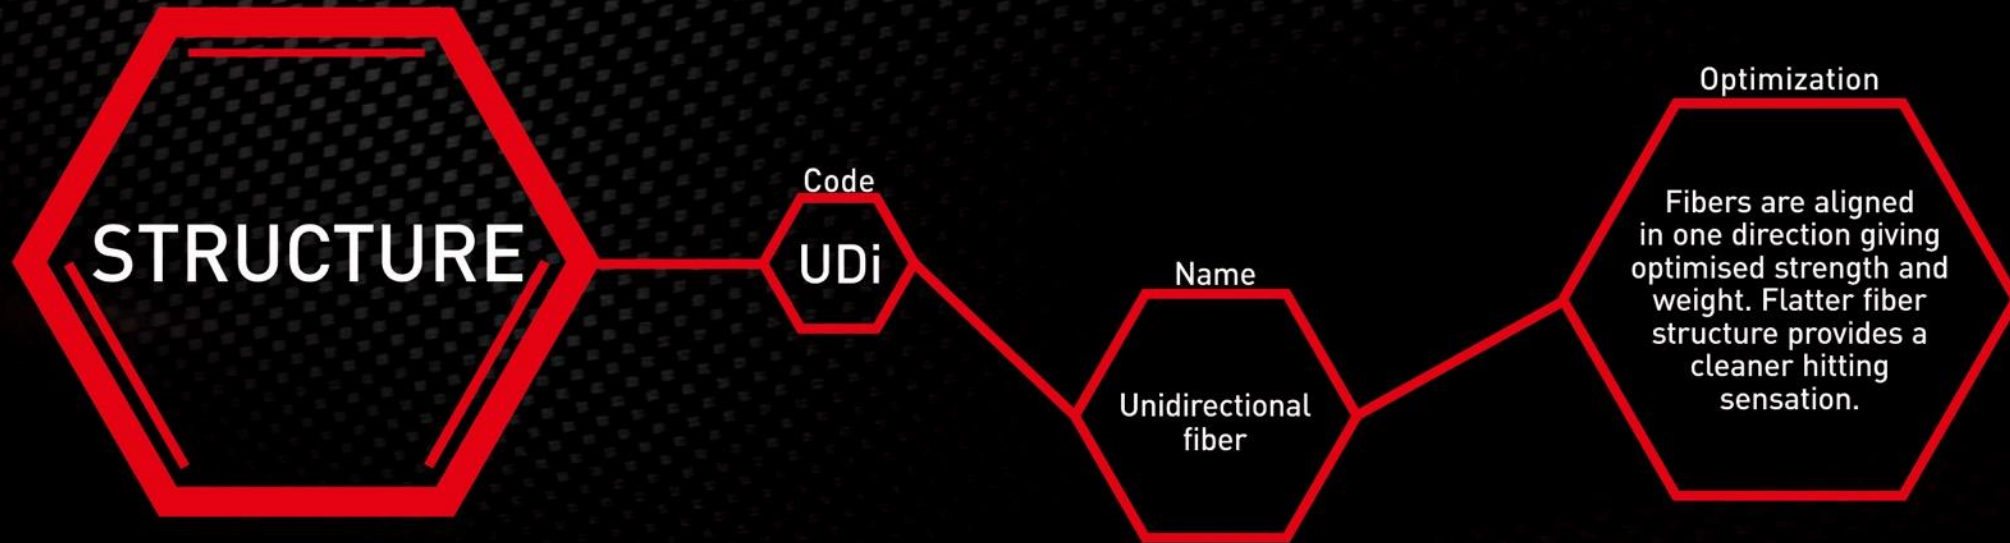 STRUCTURE
Code
UDi
Name
Unidirectional
fiber
Optimization
Fibers are aligned
in one direction giving
optimised strength and
weight. Flatter fiber
structure provides a
cleaner hitting
sensation.